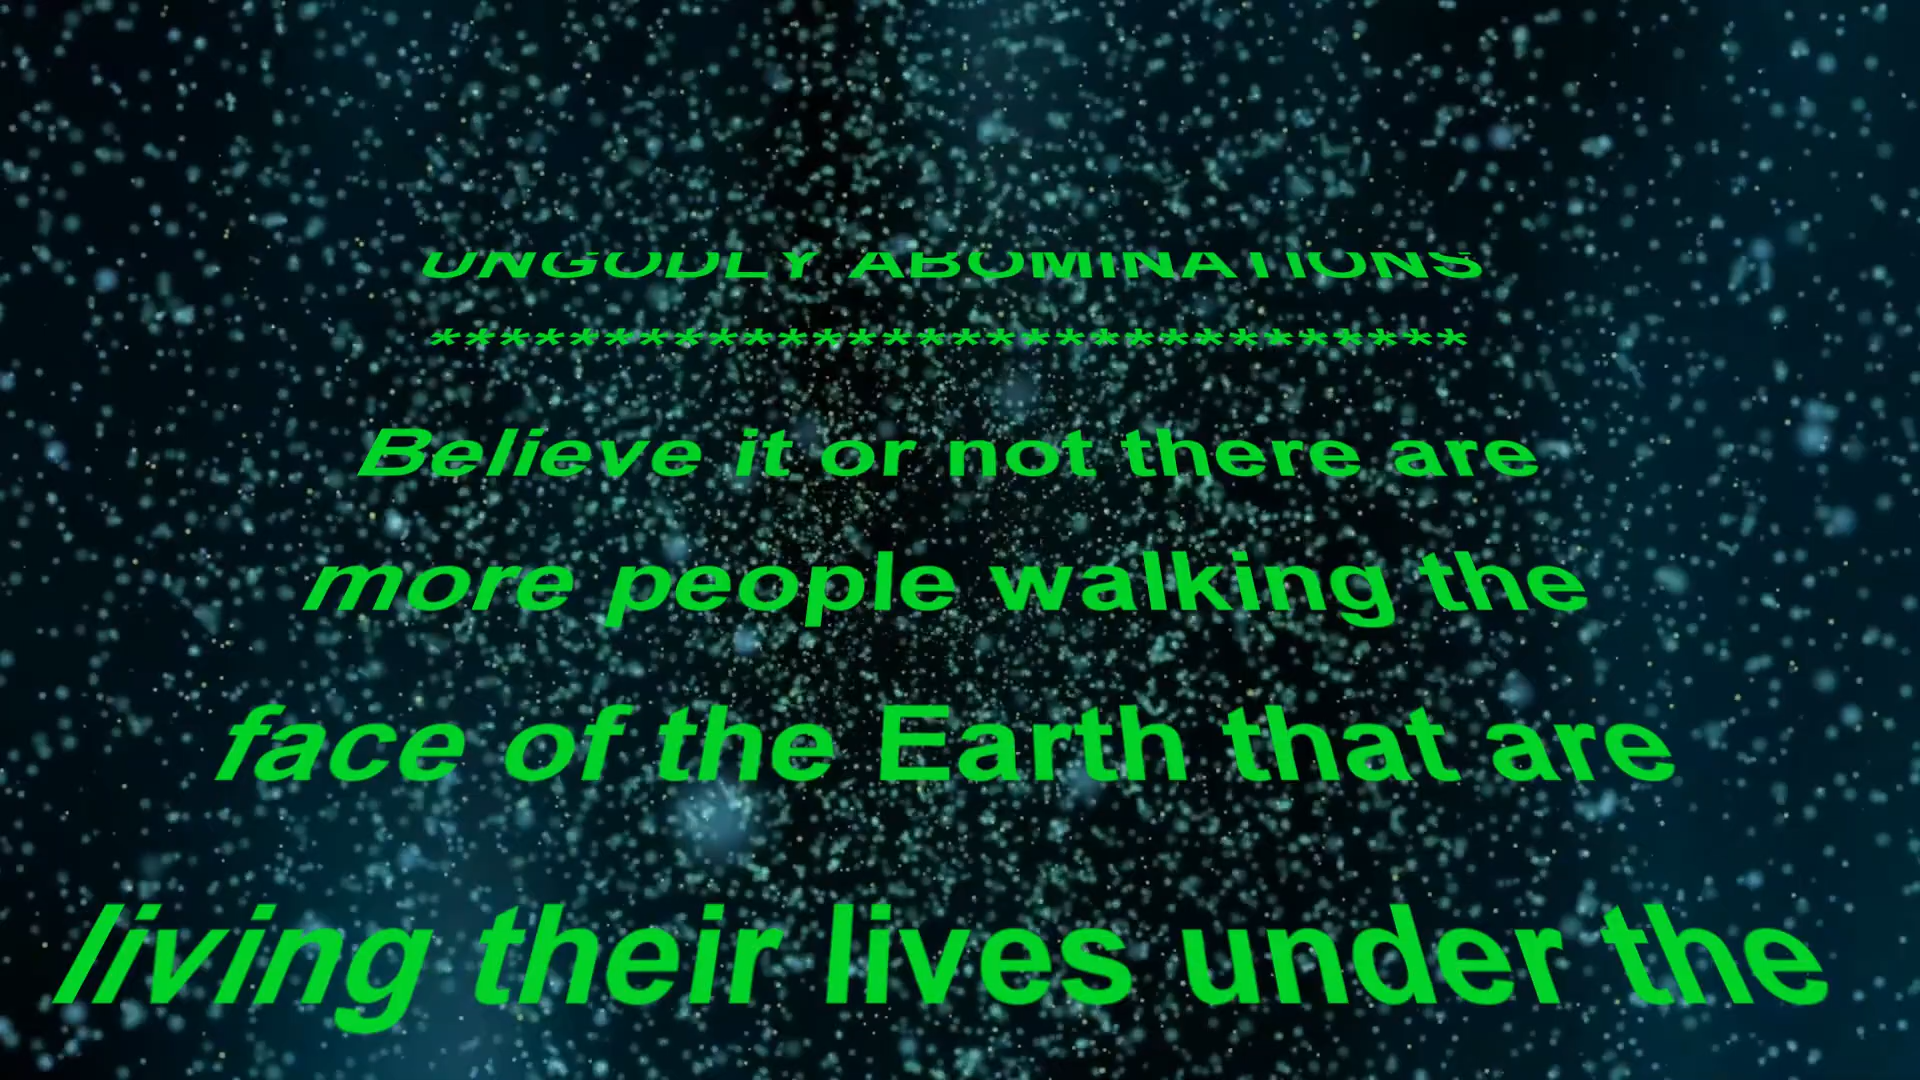 UNGODLY ABOMINATIONS
******************************
Believe it or not there are
more people walking the
face of the Earth that are
living their lives under the